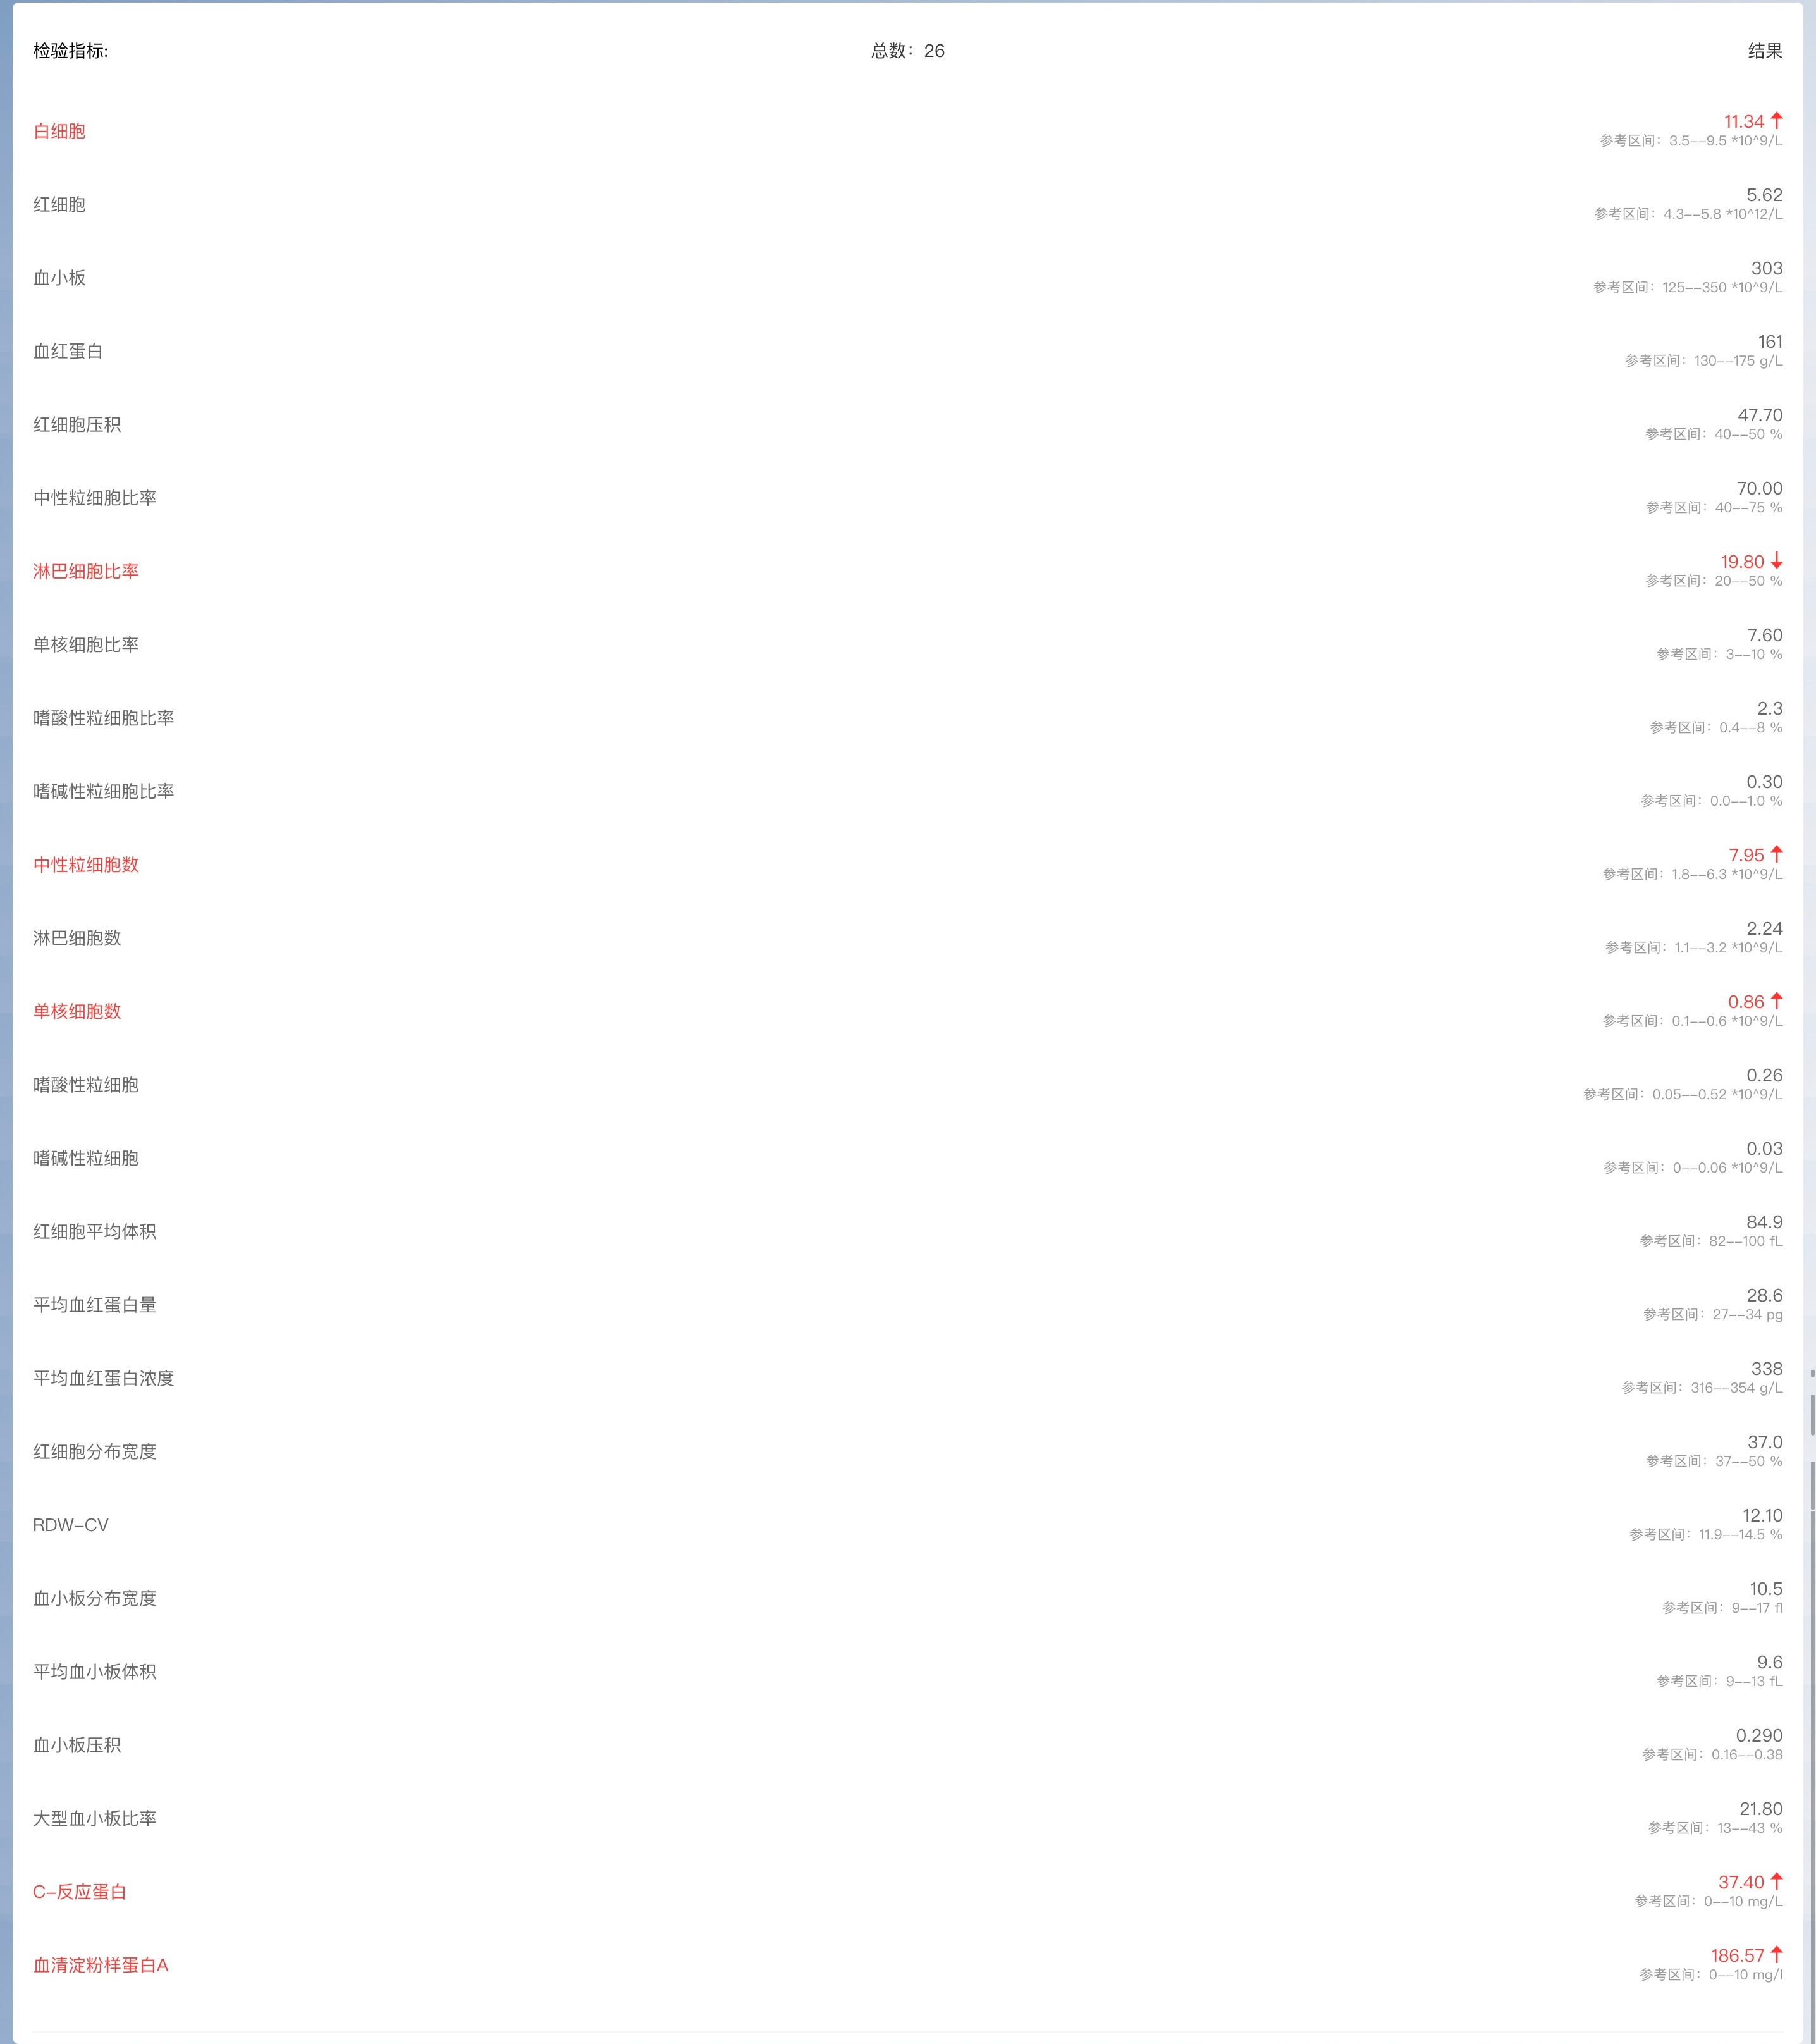 检验指标: 总数：26 结果
白细胞 11.34 ↑
参考区间：3.5--9.5 *10^9/L
红细胞 5.62
参考区间：4.3--5.8 *10^12/L
血小板 303
参考区间：125--350 *10^9/L
血红蛋白 161
参考区间：130--175 g/L
红细胞压积 47.70
参考区间：40--50 %
中性粒细胞比率 70.00
参考区间：40--75 %
淋巴细胞比率 19.80 ↓
参考区间：20--50 %
单核细胞比率 7.60
参考区间：3--10 %
嗜酸性粒细胞比率 2.3
参考区间：0.4--8 %
嗜碱性粒细胞比率 0.30
参考区间：0.0--1.0 %
中性粒细胞数 7.95 ↑
参考区间：1.8--6.3 *10^9/L
淋巴细胞数 2.24
参考区间：1.1--3.2 *10^9/L
单核细胞数 0.86 ↑
参考区间：0.1--0.6 *10^9/L
嗜酸性粒细胞 0.26
参考区间：0.05--0.52 *10^9/L
嗜碱性粒细胞 0.03
参考区间：0--0.06 *10^9/L
红细胞平均体积 84.9
参考区间：82--100 fL
平均血红蛋白量 28.6
参考区间：27--34 pg
平均血红蛋白浓度 338
参考区间：316--354 g/L
红细胞分布宽度 37.0
参考区间：37--50 %
RDW-CV 12.10
参考区间：11.9--14.5 %
血小板分布宽度 10.5
参考区间：9--17 fl
平均血小板体积 9.6
参考区间：9--13 fL
血小板压积 0.290
参考区间：0.16--0.38
大型血小板比率 21.80
参考区间：13--43 %
C-反应蛋白 37.40 ↑
参考区间：0--10 mg/L
血清淀粉样蛋白A 186.57 ↑
参考区间：0--10 mg/l